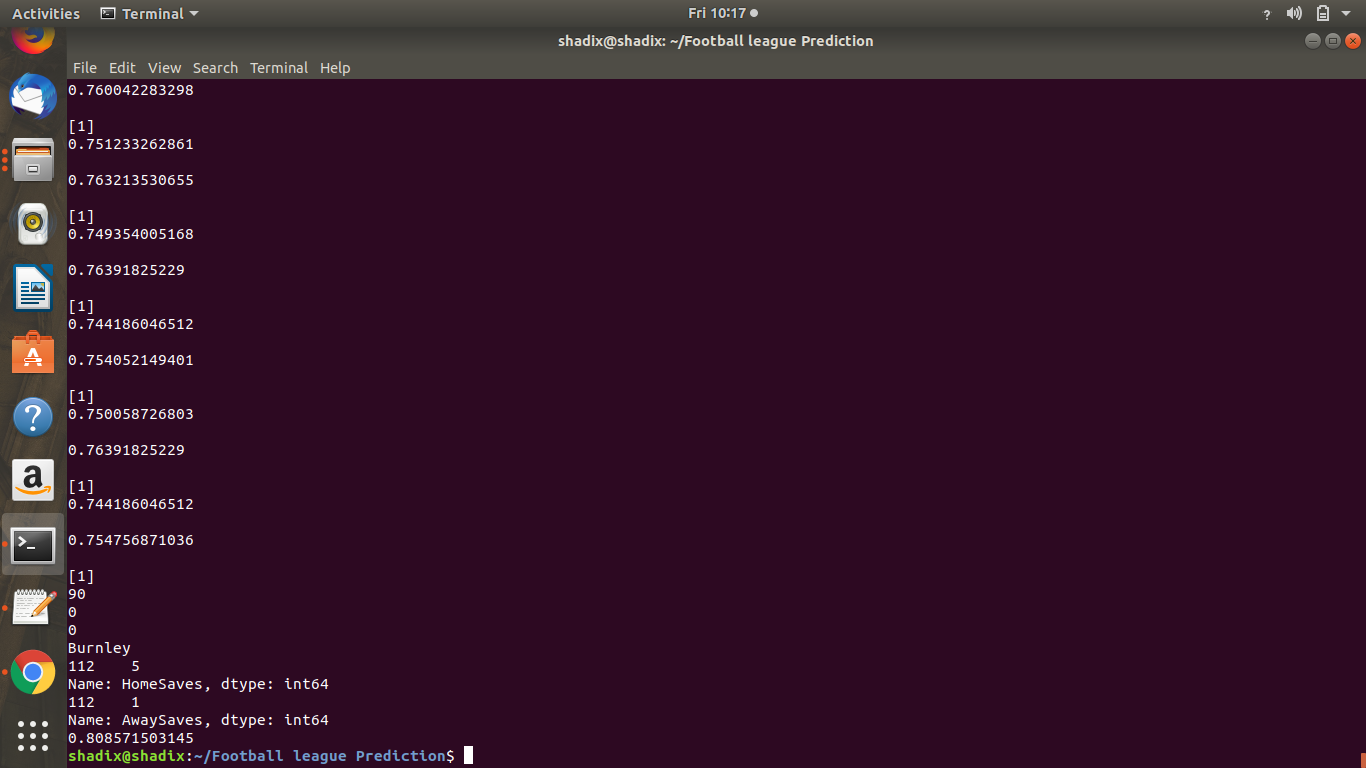 Activities
Terminal
Fri 10:17
?
shadix@shadix: ~/Football league Prediction
File Edit View Search Terminal Help
0.760042283298
[1]
0.751233262861
0.763213530655
[1]
0.749354005168
0.76391825229
[1]
0.744186046512
0.754052149401
[1]
0.750058726803
0.76391825229
[1]
0.744186046512
0.754756871036
[1]
90
0
0
Burnley
112    5
Name: HomeSaves, dtype: int64
112    1
Name: AwaySaves, dtype: int64
0.808571503145
shadix@shadix:~/Football league Prediction$
A
?
a
>_